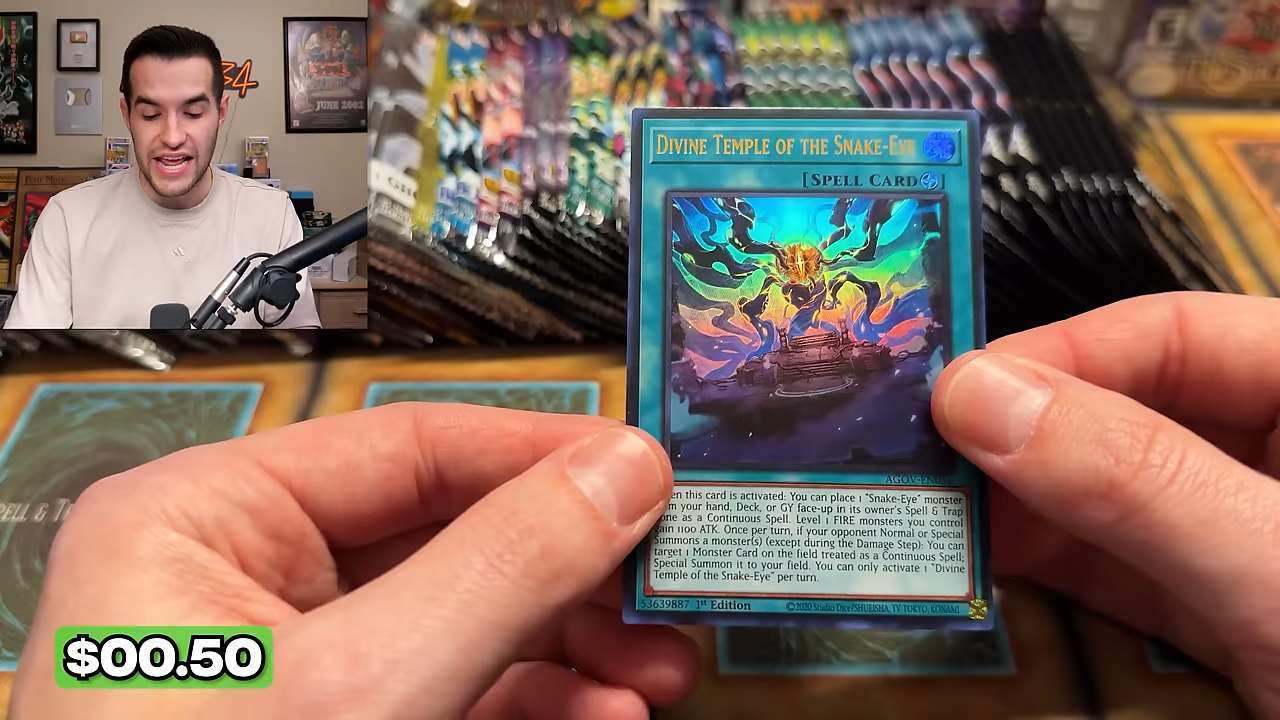 34
JUNE 2002
DIVINE TEMPLE OF THE SNAKE-EYE
[SPELL CARD ]
AGOV-EN0
en this card is activated: You can place 1 "Snake-Eye" monster
m your hand, Deck, or GY face-up in its owner's Spell & Trap
one as a Continuous Spell. Level 1 FIRE monsters you control
gain 1100 ATK. Once per turn, if your opponent Normal or Special
Summons a monster(s) (except during the Damage Step): You can
target 1 Monster Card on the field treated as a Continuous Spell;
Special Summon it to your field. You can only activate 1 "Divine
Temple of the Snake-Eye" per turn.
53639887 1st Edition ©2020 Studio Dice/SHUEISHA, TV TOKYO, KONAMI
$00.50